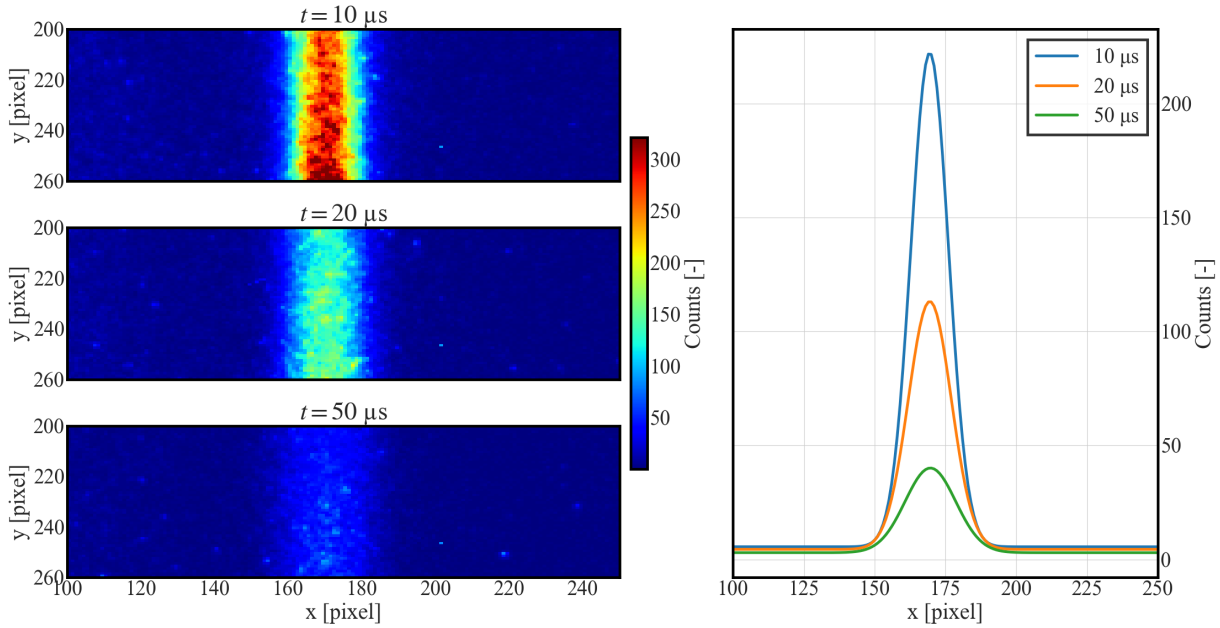 t = 10 µs
200
220
240
260
y [pixel]
t = 20 µs
200
220
240
260
y [pixel]
t = 50 µs
200
220
240
260
y [pixel]
100 120 140 160 180 200 220 240
x [pixel]
300
250
200
150
100
50
Counts [-]
10 µs
20 µs
50 µs
200
150
100
50
0
Counts [-]
100 125 150 175 200 225 250
x [pixel]